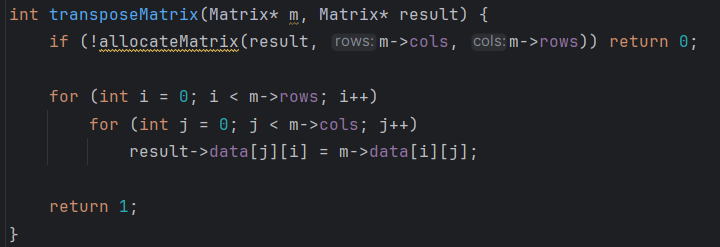 int transposeMatrix(Matrix* m, Matrix* result) {
    if (!allocateMatrix(result, rows: m->cols, cols: m->rows)) return 0;

    for (int i = 0; i < m->rows; i++)
        for (int j = 0; j < m->cols; j++)
            result->data[j][i] = m->data[i][j];

    return 1;
}